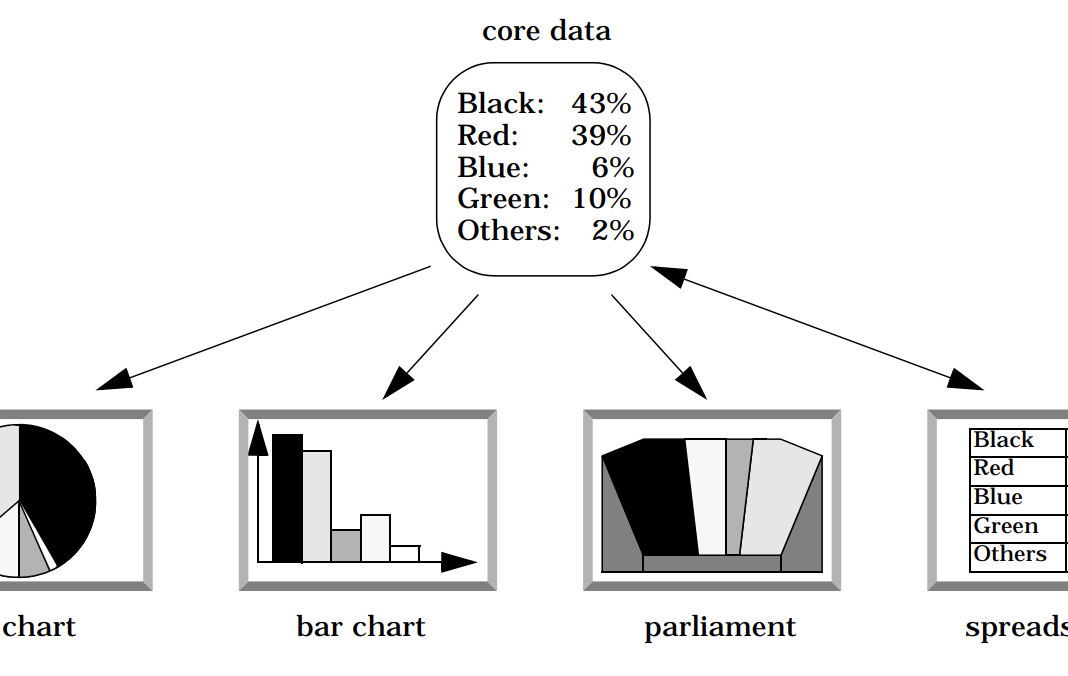 core data
Black: 43%
Red: 39%
Blue: 6%
Green: 10%
Others: 2%
Black
Red
Blue
Green
Others
chart
bar chart
parliament
spreads